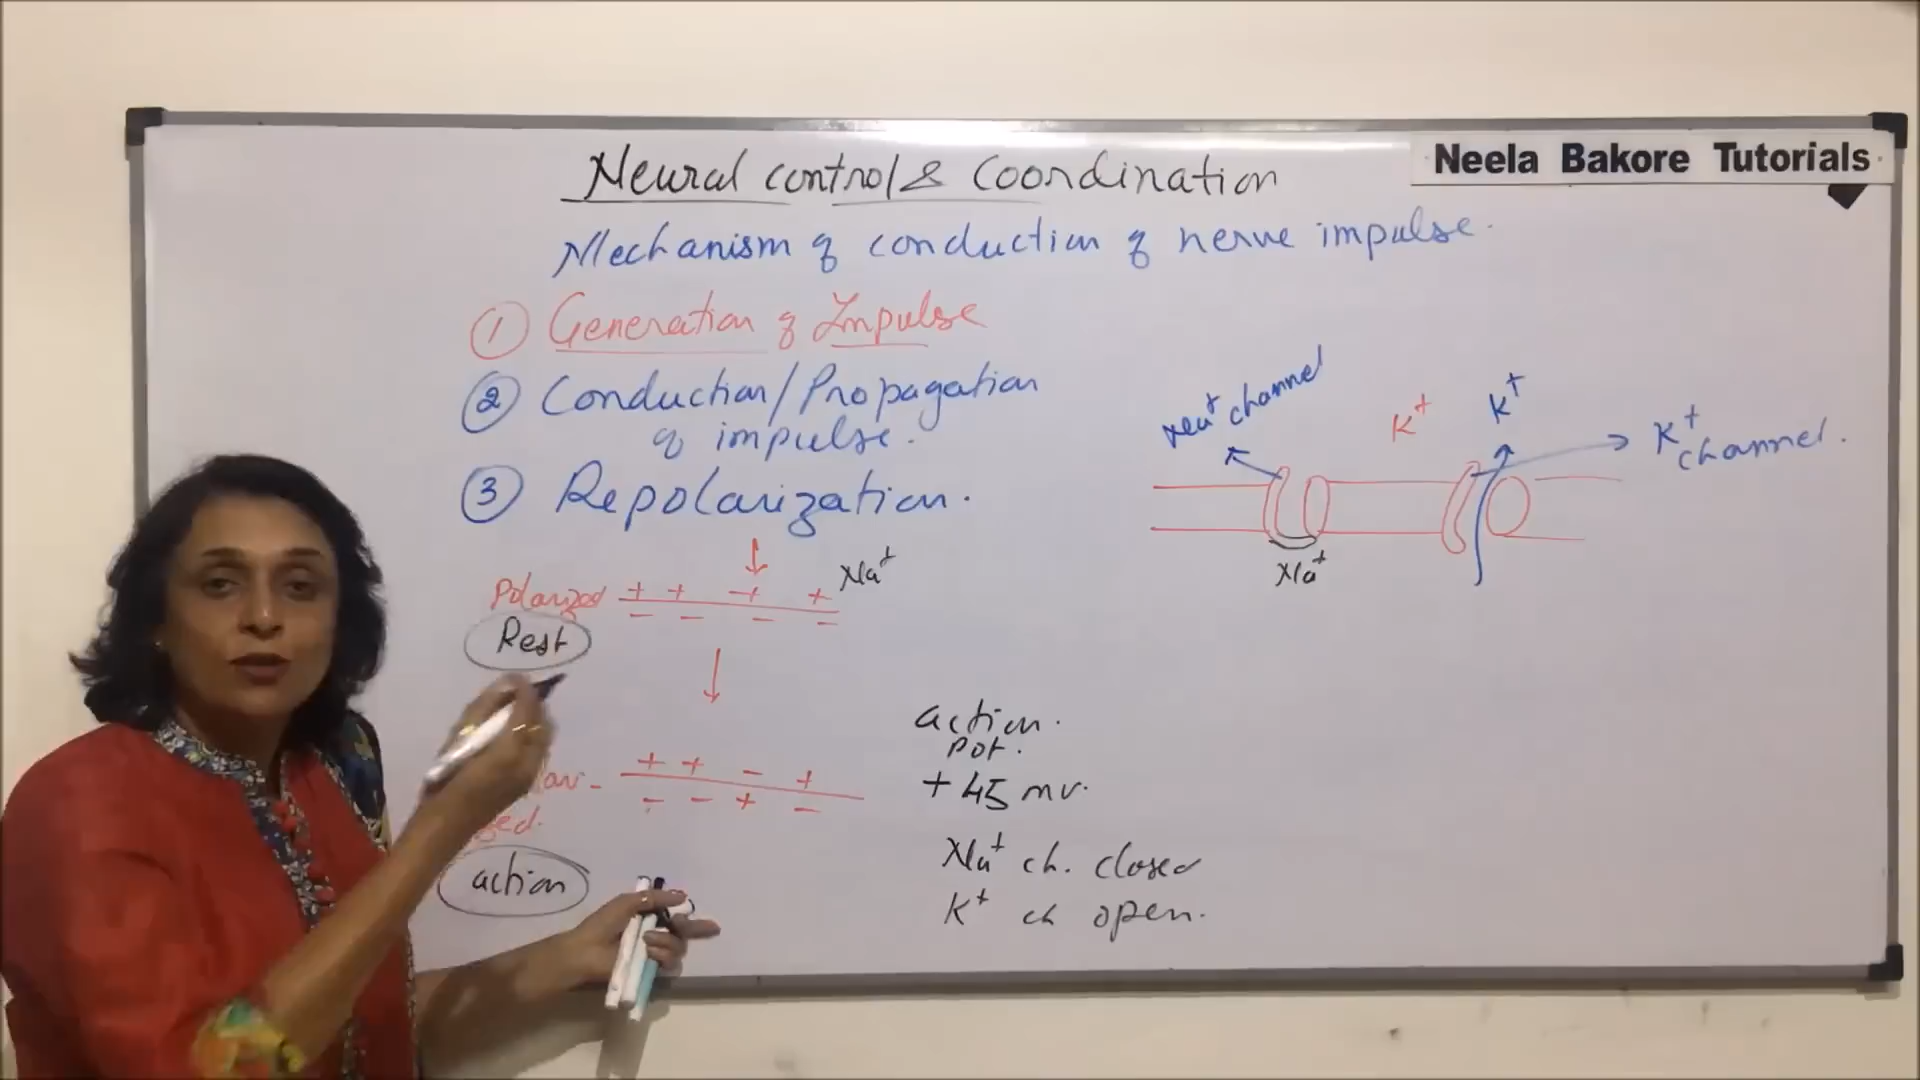 Neela Bakore Tutorials
Neural control & Coordination
Mechanism of conduction of nerve impulse.
① Generation of Impulse
② Conduction/Propagation
of impulse.
③ Repolarization.
Polarized + + + + Na+
- - - -
Rest
+ + - +
- - + -
zed.
action
action.
pot.
+45 mv.
Na+ ch. closed
K+ ch open.
Na+ channel
K+
K+
K+
channel.
Na+